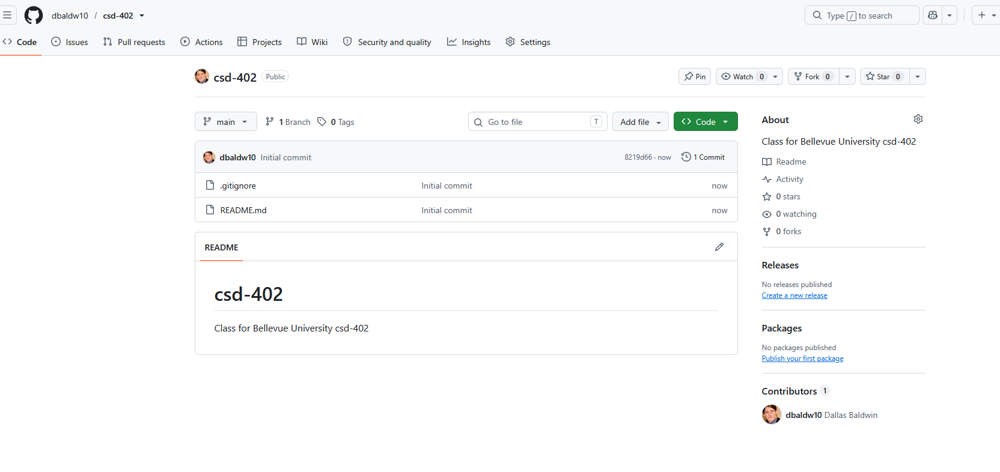 dbaldw10 / csd-402
Type / to search
Code Issues Pull requests Actions Projects Wiki Security and quality Insights Settings
csd-402 Public
Pin Watch 0 Fork 0 Star 0
main 1 Branch 0 Tags Go to file T Add file Code
dbaldw10 Initial commit 8219d66 · now 1 Commit
.gitignore Initial commit now
README.md Initial commit now
README
csd-402
Class for Bellevue University csd-402
About
Class for Bellevue University csd-402
Readme
Activity
0 stars
0 watching
0 forks
Releases
No releases published
Create a new release
Packages
No packages published
Publish your first package
Contributors 1
dbaldw10 Dallas Baldwin